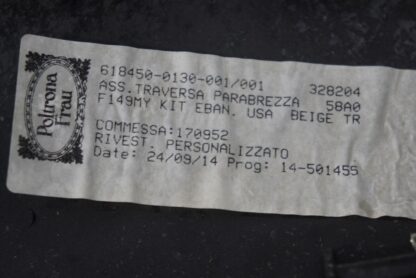 Poltrona
Frau
618450-0130-001/001 328204
ASS.TRAVERSA PARABREZZA 58A0
F149MY KIT EBAN. USA BEIGE TR
COMMESSA:170952
RIVEST. PERSONALIZZATO
Date: 24/09/14 Prog: 14-501455